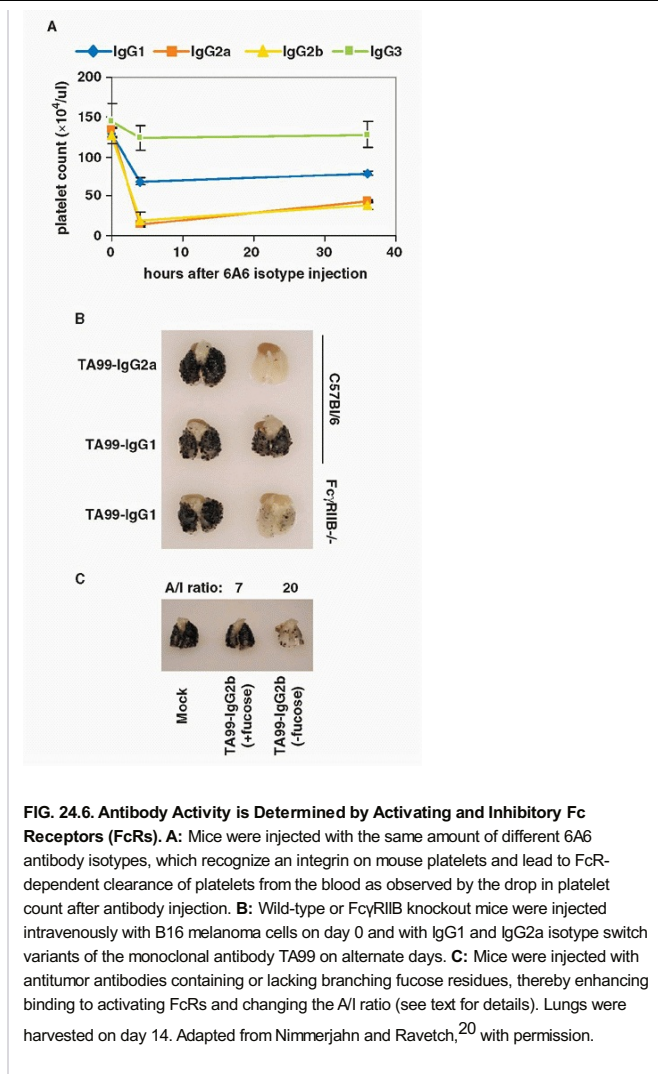 A
IgG1 IgG2a IgG2b IgG3
200
150
100
50
0
platelet count (×10⁴/ul)
0 10 20 30 40
hours after 6A6 isotype injection
B
TA99-IgG2a
TA99-IgG1
TA99-IgG1
C57Bl/6
FcγRIIB-/-
C
A/I ratio: 7 20
Mock
TA99-IgG2b
(+fucose)
TA99-IgG2b
(-fucose)
FIG. 24.6. Antibody Activity is Determined by Activating and Inhibitory Fc
Receptors (FcRs). A: Mice were injected with the same amount of different 6A6
antibody isotypes, which recognize an integrin on mouse platelets and lead to FcR-
dependent clearance of platelets from the blood as observed by the drop in platelet
count after antibody injection. B: Wild-type or FcγRIIB knockout mice were injected
intravenously with B16 melanoma cells on day 0 and with IgG1 and IgG2a isotype switch
variants of the monoclonal antibody TA99 on alternate days. C: Mice were injected with
antitumor antibodies containing or lacking branching fucose residues, thereby enhancing
binding to activating FcRs and changing the A/I ratio (see text for details). Lungs were
harvested on day 14. Adapted from Nimmerjahn and Ravetch,20 with permission.